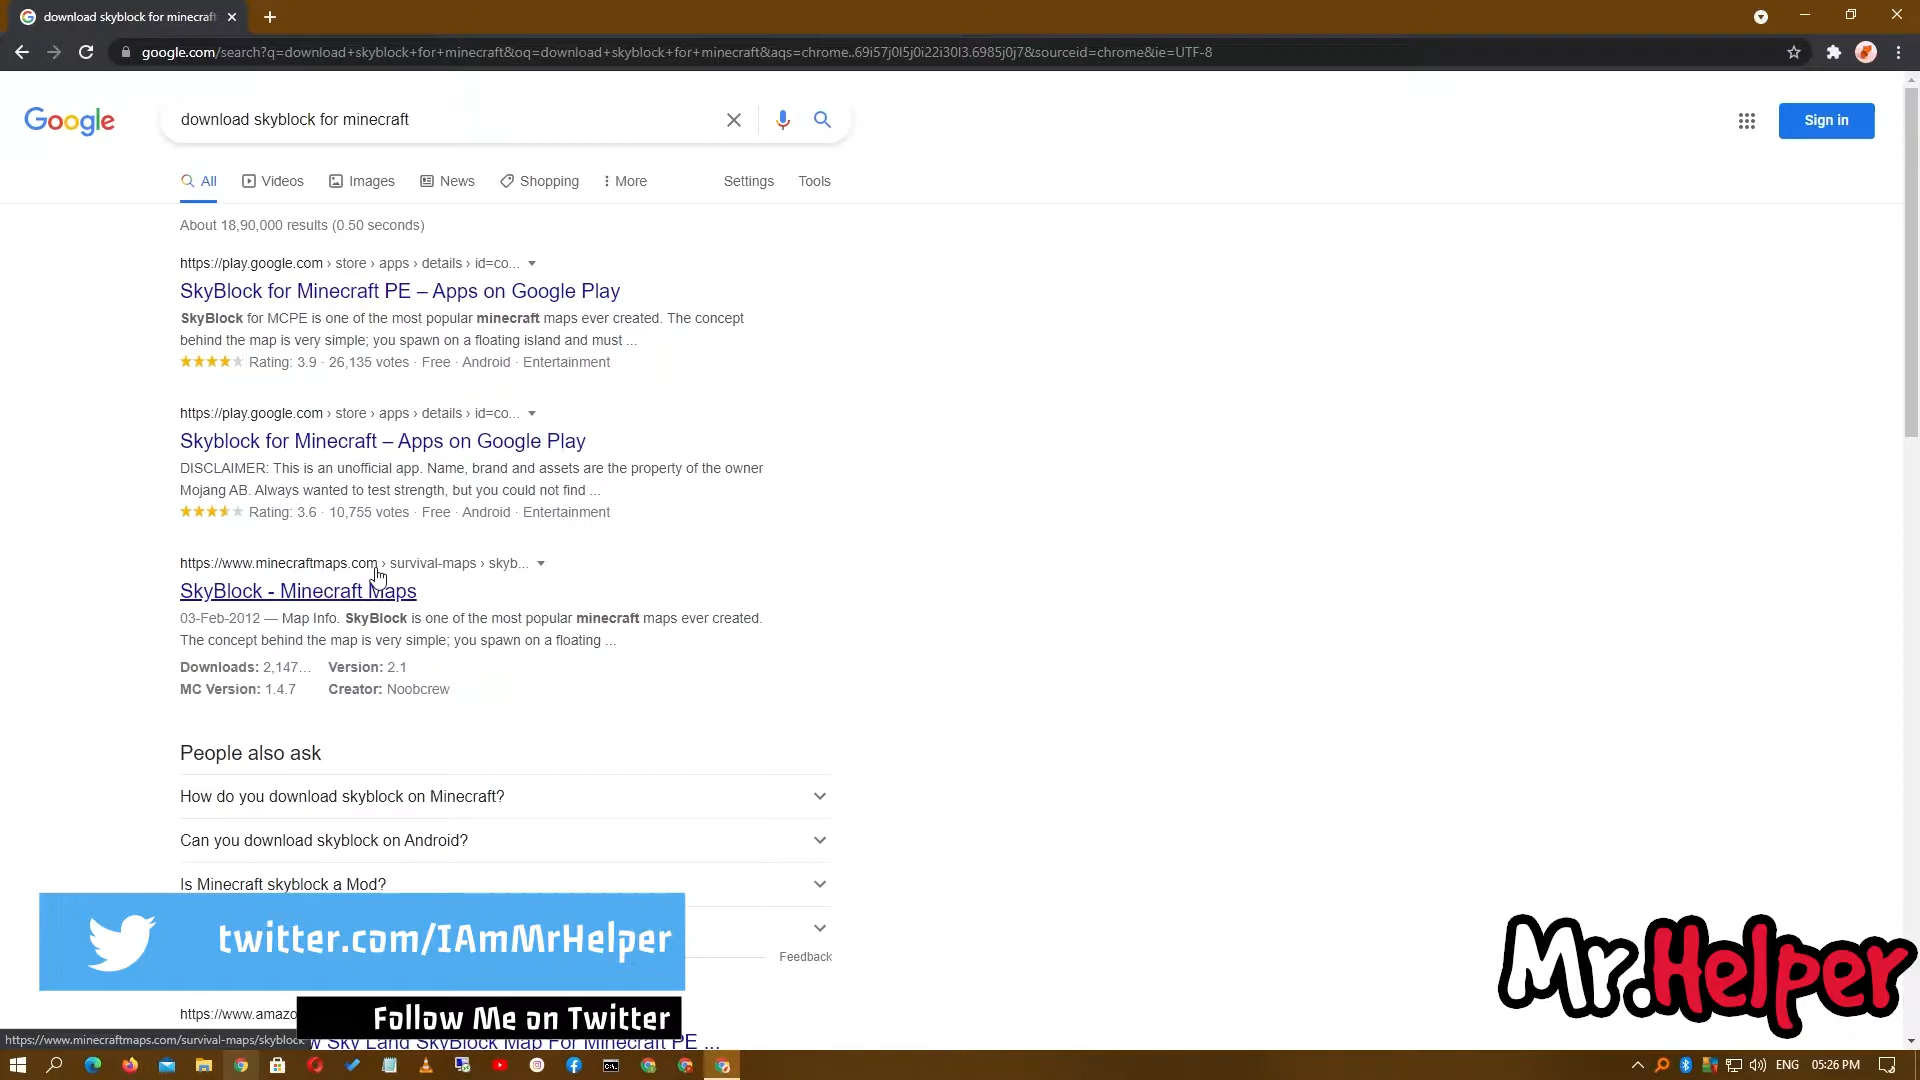 download skyblock for minecraft
google.com/search?q=download+skyblock+for+minecraft&oq=download+skyblock+for+minecraft&aqs=chrome..69i57j0l5j0i22i30l3.6985j0j7&sourceid=chrome&ie=UTF-8
Google
download skyblock for minecraft
Sign in
All
Videos
Images
News
Shopping
More
Settings
Tools
About 18,90,000 results (0.50 seconds)
https://play.google.com › store › apps › details › id=co...
SkyBlock for Minecraft PE – Apps on Google Play
SkyBlock for MCPE is one of the most popular minecraft maps ever created. The concept
behind the map is very simple; you spawn on a floating island and must ...
Rating: 3.9 · 26,135 votes · Free · Android · Entertainment
https://play.google.com › store › apps › details › id=co...
Skyblock for Minecraft – Apps on Google Play
DISCLAIMER: This is an unofficial app. Name, brand and assets are the property of the owner
Mojang AB. Always wanted to test strength, but you could not find ...
Rating: 3.6 · 10,755 votes · Free · Android · Entertainment
https://www.minecraftmaps.com › survival-maps › skyb...
SkyBlock - Minecraft Maps
03-Feb-2012 — Map Info. SkyBlock is one of the most popular minecraft maps ever created.
The concept behind the map is very simple; you spawn on a floating ...
Downloads: 2,147... Version: 2.1
MC Version: 1.4.7 Creator: Noobcrew
People also ask
How do you download skyblock on Minecraft?
Can you download skyblock on Android?
Is Minecraft skyblock a Mod?
twitter.com/IAmMrHelper
Feedback
Mr.Helper
https://www.amazo
Follow Me on Twitter
https://www.minecraftmaps.com/survival-maps/skyblock
w Sky Land SkyBlock Map For Minecraft PE ...
ENG
05:26 PM